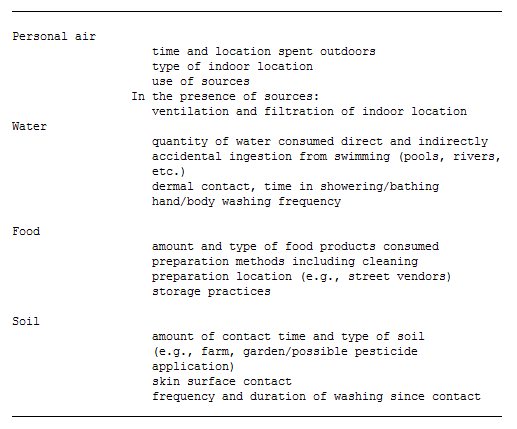 Personal air
time and location spent outdoors
type of indoor location
use of sources
In the presence of sources:
ventilation and filtration of indoor location
Water
quantity of water consumed direct and indirectly
accidental ingestion from swimming (pools, rivers,
etc.)
dermal contact, time in showering/bathing
hand/body washing frequency
Food
amount and type of food products consumed
preparation methods including cleaning
preparation location (e.g., street vendors)
storage practices
Soil
amount of contact time and type of soil
(e.g., farm, garden/possible pesticide
application)
skin surface contact
frequency and duration of washing since contact